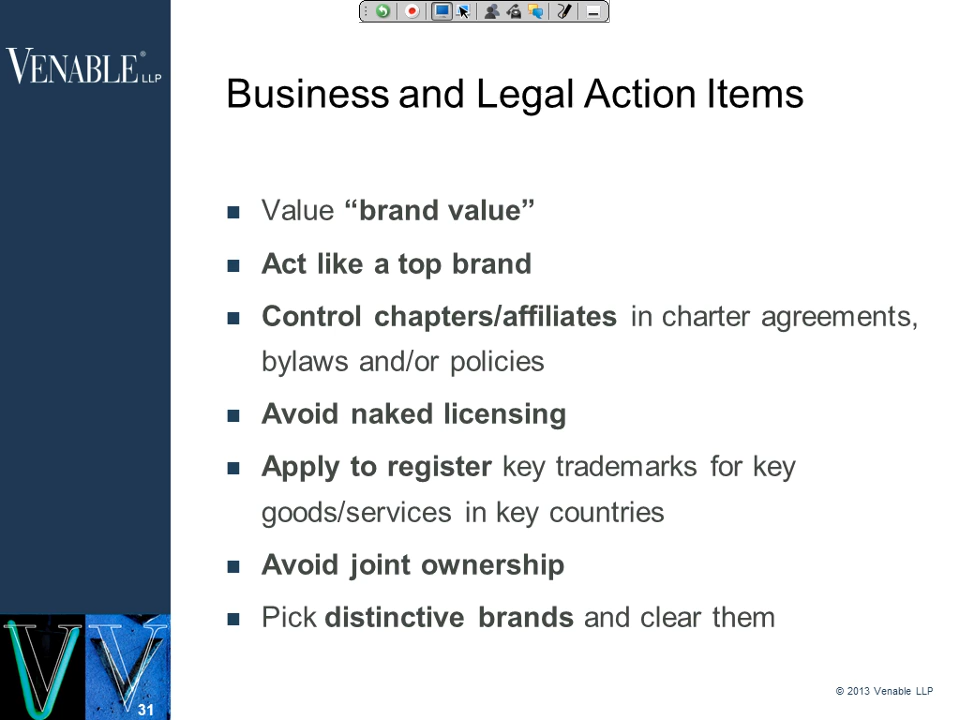 VENABLE® LLP
Business and Legal Action Items
■ Value “brand value”
■ Act like a top brand
■ Control chapters/affiliates in charter agreements,
bylaws and/or policies
■ Avoid naked licensing
■ Apply to register key trademarks for key
goods/services in key countries
■ Avoid joint ownership
■ Pick distinctive brands and clear them
31
© 2013 Venable LLP